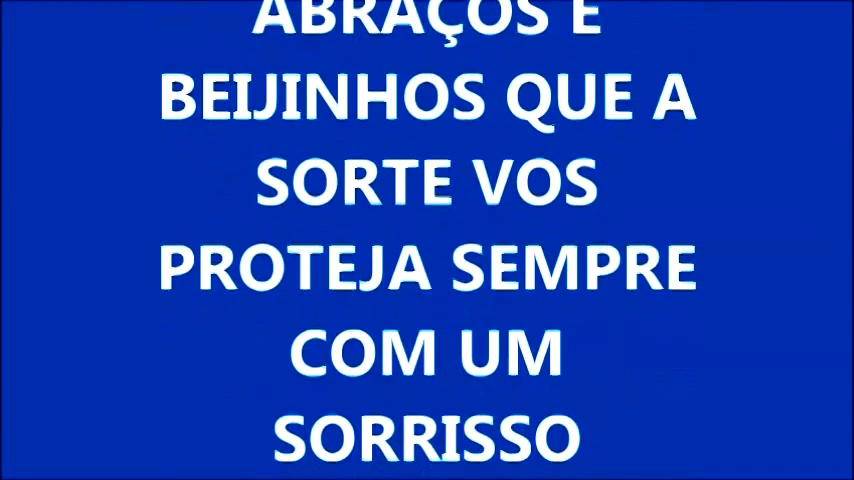 ABRAÇOS E
BEIJINHOS QUE A
SORTE VOS
PROTEJA SEMPRE
COM UM
SORRISSO